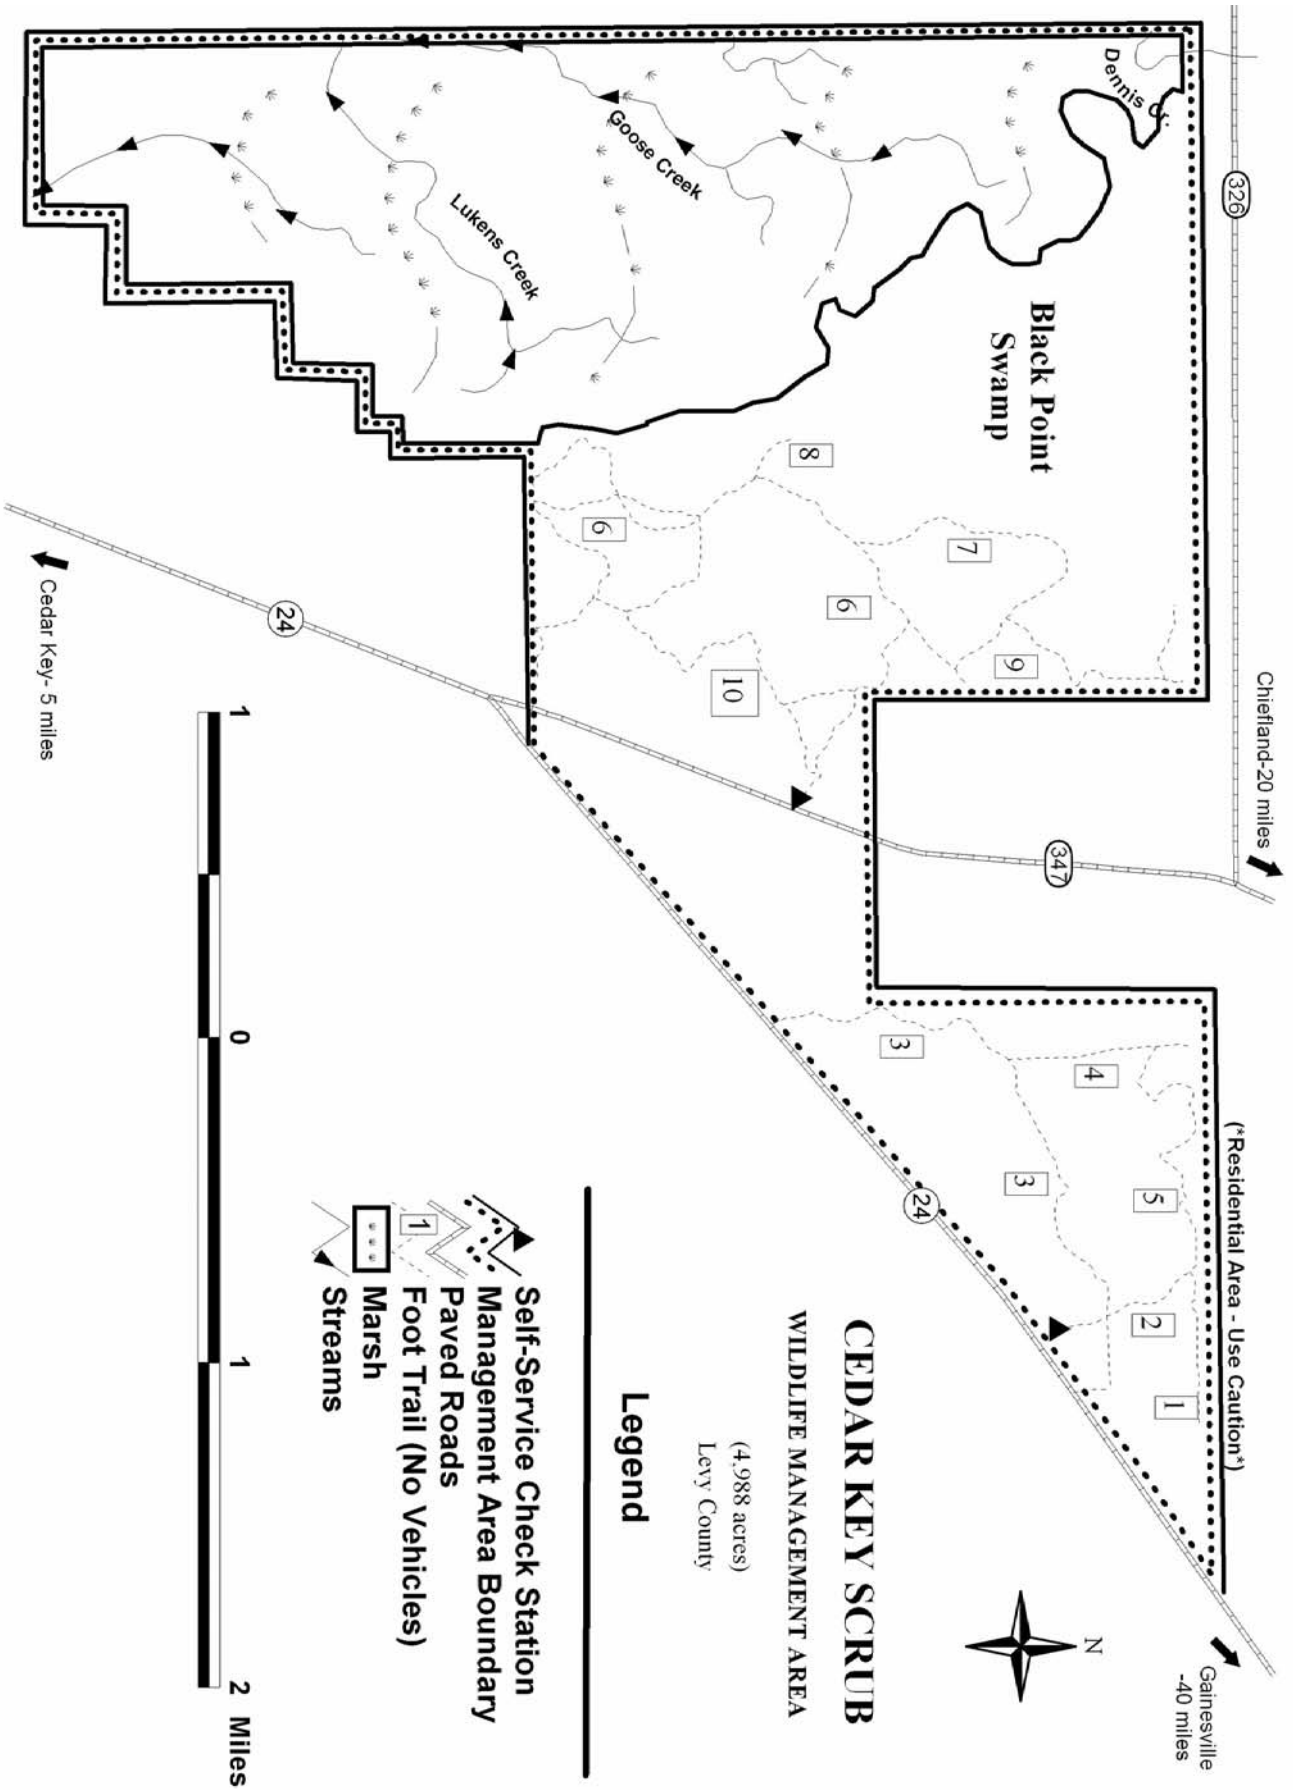 Chiefland-20 miles
Gainesville
-40 miles
326
(*Residential Area - Use Caution*)
Dennis Cr.
1
5
2
N
4
347
Black Point
Swamp
9
3
7
3
24
6
CEDAR KEY SCRUB
WILDLIFE MANAGEMENT AREA
8
10
(4,988 acres)
Levy County
Goose Creek
6
Legend
Lukens Creek
Self-Service Check Station
Management Area Boundary
Paved Roads
1
Foot Trail (No Vehicles)
Marsh
Streams
24
1 0 1 2 Miles
Cedar Key- 5 miles